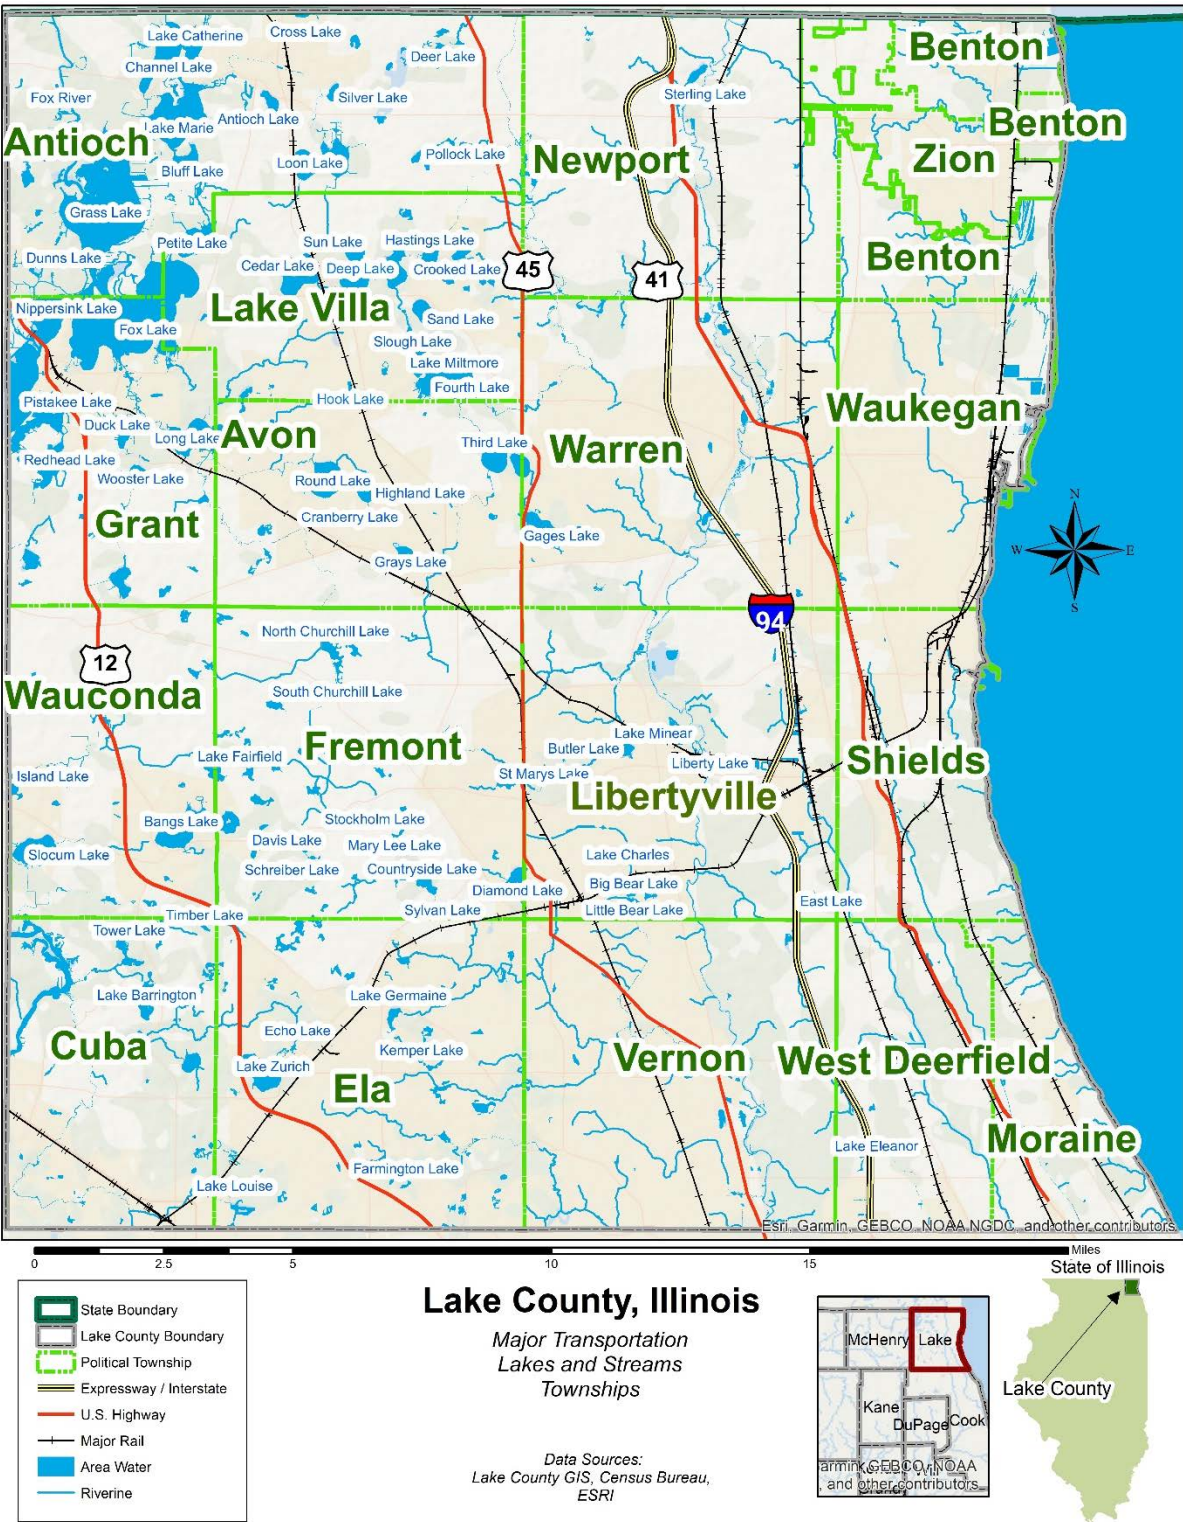 Lake Catherine
Cross Lake
Deer Lake
Benton
Channel Lake
Fox River
Silver Lake
Sterling Lake
Antioch
Lake Marie
Antioch Lake
Benton
Bluff Lake
Loon Lake
Pollock Lake
Newport
Zion
Grass Lake
Petite Lake
Sun Lake
Hastings Lake
Dunns Lake
Cedar Lake
Deep Lake
Crooked Lake
45
41
Benton
Nippersink Lake
Lake Villa
Fox Lake
Sand Lake
Slough Lake
Lake Miltmore
Fourth Lake
Pistakee Lake
Hook Lake
Waukegan
Duck Lake
Long Lake
Avon
Third Lake
Warren
Redhead Lake
Wooster Lake
Round Lake
Highland Lake
Cranberry Lake
Grant
Gages Lake
Grays Lake
N
W
E
S
94
North Churchill Lake
12
Wauconda
South Churchill Lake
Fremont
Lake Minear
Butler Lake
Lake Fairfield
Liberty Lake
Shields
Island Lake
St Marys Lake
Libertyville
Bangs Lake
Stockholm Lake
Davis Lake
Mary Lee Lake
Slocum Lake
Lake Charles
Schreiber Lake
Countryside Lake
Big Bear Lake
Diamond Lake
Timber Lake
Sylvan Lake
Little Bear Lake
East Lake
Tower Lake
Lake Barrington
Lake Germaine
Echo Lake
Cuba
Kemper Lake
Vernon
West Deerfield
Lake Zurich
Ela
Moraine
Lake Eleanor
Farmington Lake
Lake Louise
Esri, Garmin, GEBCO, NOAA NGDC, and other contributors
0
2.5
5
10
15
Miles
State Boundary
Lake County Boundary
Political Township
Expressway / Interstate
U.S. Highway
Major Rail
Area Water
Riverine
Lake County, Illinois
Major Transportation
Lakes and Streams
Townships
Data Sources:
Lake County GIS, Census Bureau,
ESRI
McHenry
Lake
Kane
DuPage
Cook
armin, GEBCO, NOAA
, and other contributors
State of Illinois
Lake County